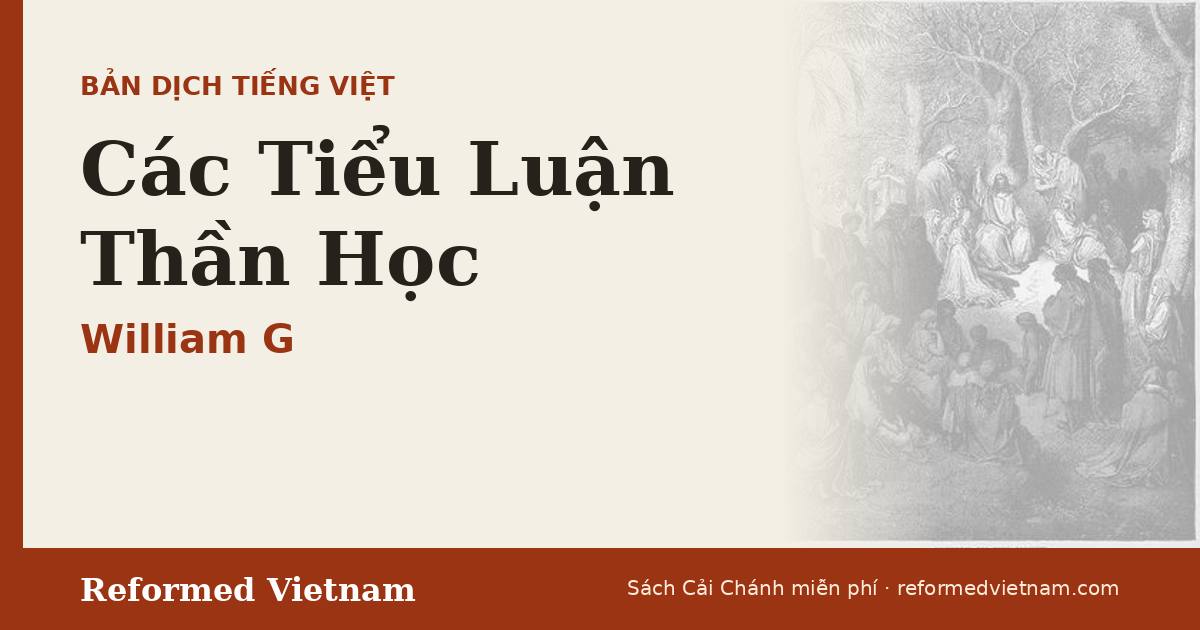 BẢN DỊCH TIẾNG VIỆT
Các Tiểu Luận
Thần Học
William G
Reformed Vietnam
Sách Cải Chánh miễn phí · reformedvietnam.com